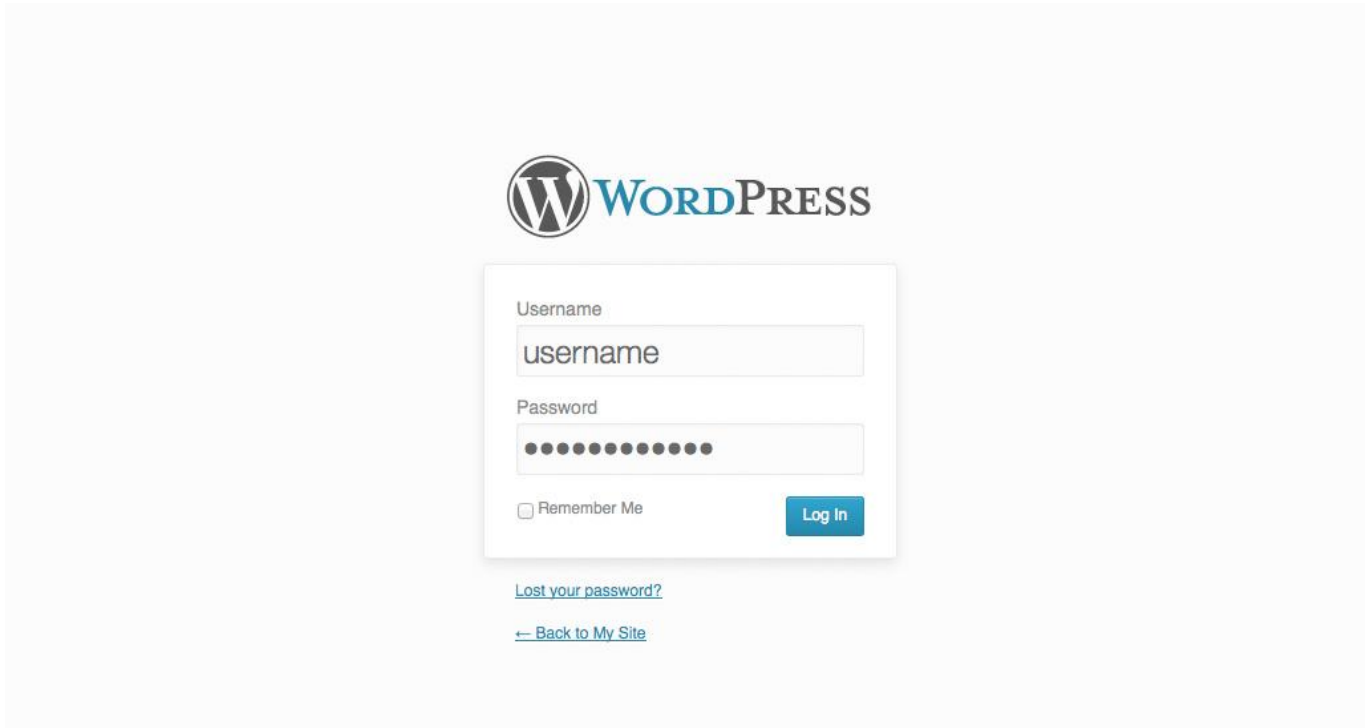 WORDPRESS
Username
username
Password
●●●●●●●●●●●●
Remember Me
Log In
Lost your password?
← Back to My Site